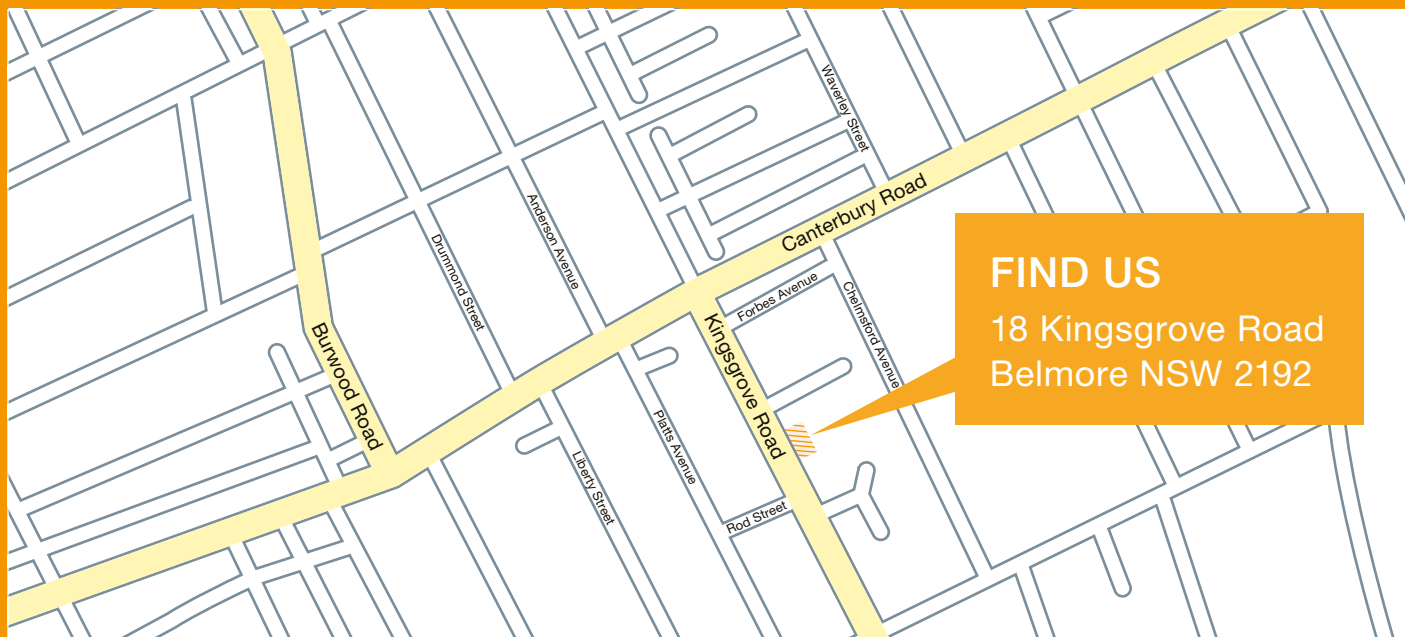 Waverley Street
Canterbury Road
Anderson Avenue
Drummond Street
FIND US
18 Kingsgrove Road
Belmore NSW 2192
Forbes Avenue
Chelmsford Avenue
Burwood Road
Kingsgrove Road
Platts Avenue
Liberty Street
Rod Street